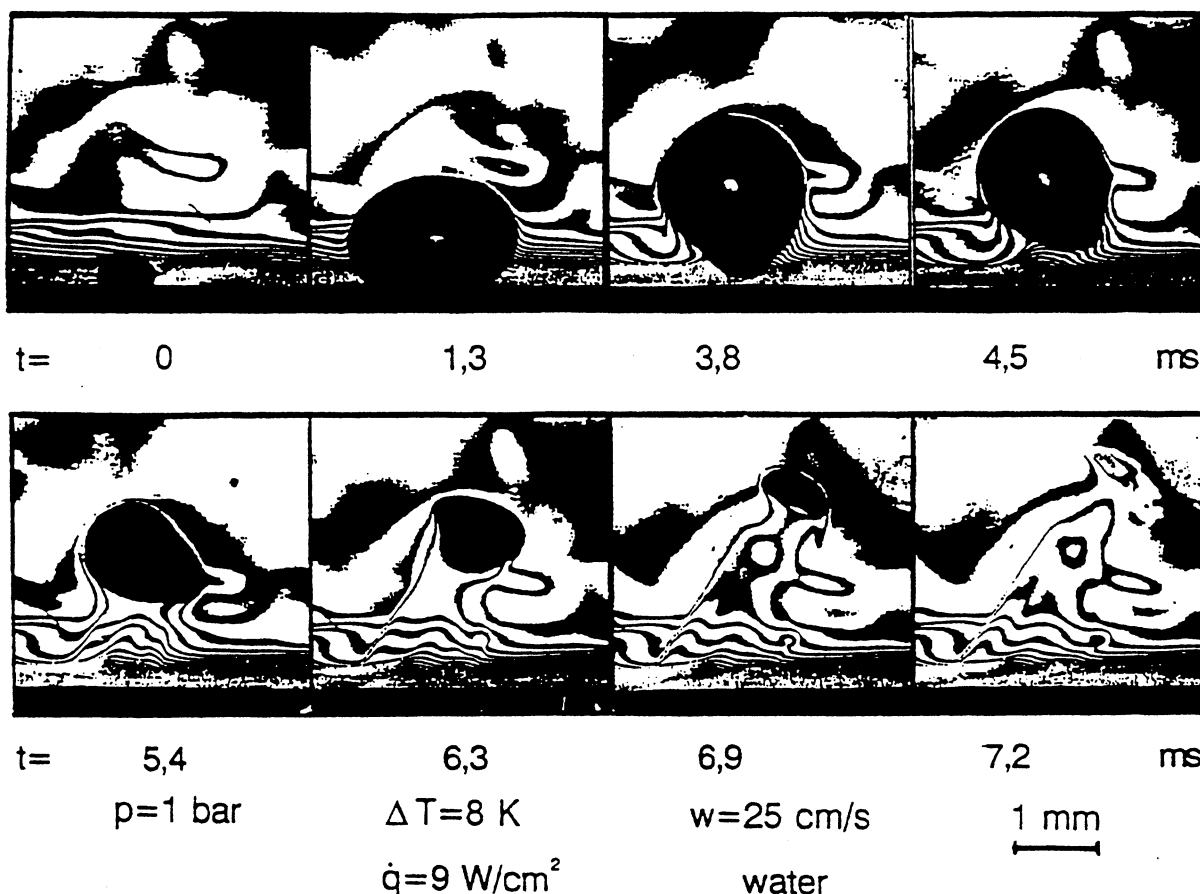 t= 0 1,3 3,8 4,5 ms
t= 5,4 6,3 6,9 7,2 ms
p=1 bar Δ T=8 K w=25 cm/s 1 mm
q̇=9 W/cm² water